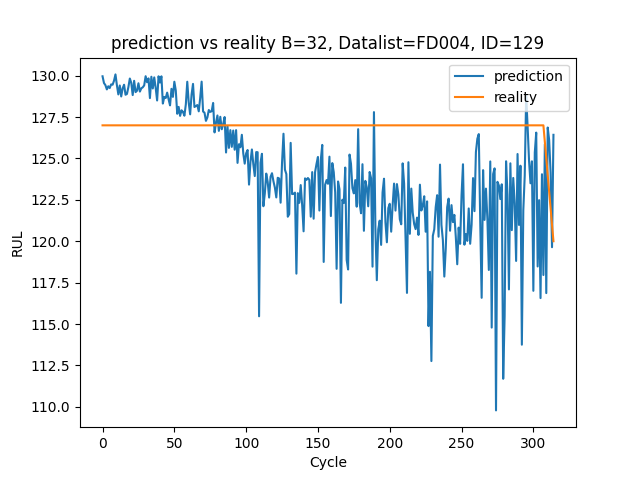 prediction vs reality B=32, Datalist=FD004, ID=129
prediction
reality
130.0
127.5
125.0
122.5
120.0
117.5
115.0
112.5
110.0
RUL
0 50 100 150 200 250 300
Cycle